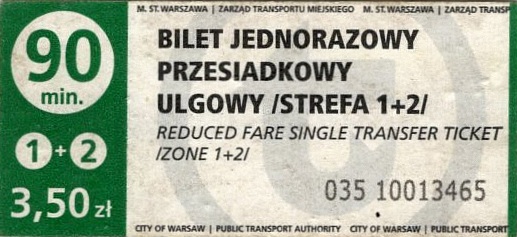 M. ST. WARSZAWA | ZARZĄD TRANSPORTU MIEJSKIEGO M. ST. WARSZAWA | ZARZĄD TRANSP
90
min.
1 + 2
3,50 zł
BILET JEDNORAZOWY
PRZESIADKOWY
ULGOWY /STREFA 1+2/
REDUCED FARE SINGLE TRANSFER TICKET
/ZONE 1+2/
035 10013465
CITY OF WARSAW | PUBLIC TRANSPORT AUTHORITY CITY OF WARSAW | PUBLIC TRANSPORT